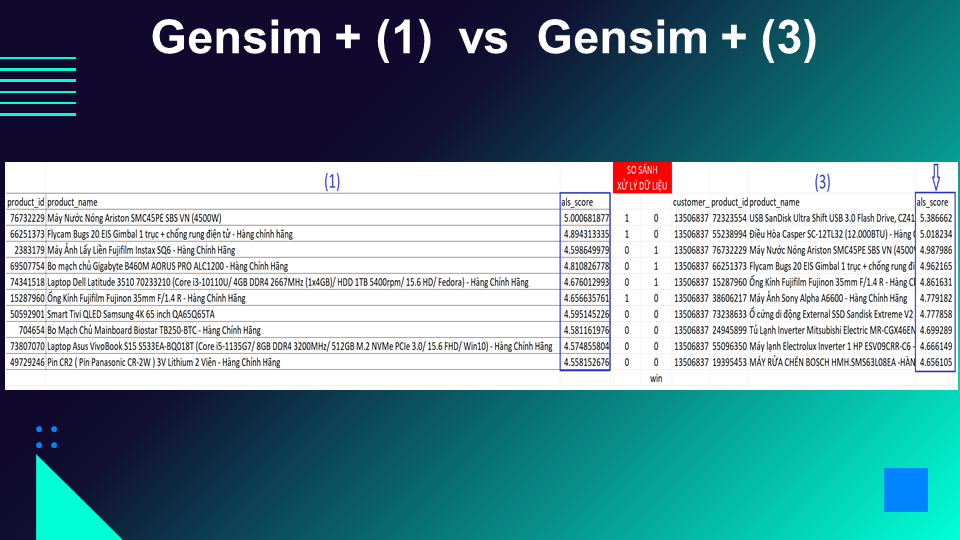 Gensim + (1) vs Gensim + (3)
(1) SO SÁNH (3)
XỬ LÝ DỮ LIỆU
product_id product_name als_score customer_ product_id product_name als_score
76732229 Máy Nước Nóng Ariston SMC45PE SBS VN (4500W) 5.000681877 1 0 13506837 72323554 USB SanDisk Ultra Shift USB 3.0 Flash Drive, CZ41 5.386662
66251373 Flycam Bugs 20 EIS Gimbal 1 trục + chống rung điện tử - Hàng chính hãng 4.894313335 1 0 13506837 55238994 Điều Hòa Casper SC-12TL32 (12.000BTU) - Hàng 5.018234
2383179 Máy Ảnh Lấy Liền Fujifilm Instax SQ6 - Hàng Chính Hãng 4.598649979 0 1 13506837 76732229 Máy Nước Nóng Ariston SMC45PE SBS VN (4500 4.987986
69507754 Bo mạch chủ Gigabyte B460M AORUS PRO ALC1200 - Hàng Chính Hãng 4.810826778 0 1 13506837 66251373 Flycam Bugs 20 EIS Gimbal 1 trục + chống rung 4.962165
74341518 Laptop Dell Latitude 3510 70233210 (Core i3-10110U/ 4GB DDR4 2667MHz (1x4GB)/ HDD 1TB 5400rpm/ 15.6 HD/ Fedora) - Hàng Chính Hãng 4.676012993 0 1 13506837 15287960 Ống Kính Fujifilm Fujinon 35mm F/1.4 R - Hàng 4.861631
15287960 Ống Kính Fujifilm Fujinon 35mm F/1.4 R - Hàng Chính Hãng 4.656635761 1 0 13506837 38606217 Máy Ảnh Sony Alpha A6600 - Hàng Chính Hãng 4.779182
50592901 Smart Tivi QLED Samsung 4K 65 inch QA65Q65TA 4.595145226 0 0 13506837 73238633 Ổ cứng di động External SSD Sandisk Extreme V2 4.777858
704654 Bo Mạch Chủ Mainboard Biostar TB250-BTC - Hàng Chính Hãng 4.581161976 0 0 13506837 24945899 Tủ Lạnh Inverter Mitsubishi Electric MR-CGX46EN 4.699289
73807070 Laptop Asus VivoBook S15 S533EA-BQ018T (Core i5-1135G7/ 8GB DDR4 3200MHz/ 512GB M.2 NVMe PCIe 3.0/ 15.6 FHD/ Win10) - Hàng Chính Hãng 4.574855804 0 0 13506837 55096350 Máy lạnh Electrolux Inverter 1 HP ESV09CRR-C6 - 4.666149
49729246 Pin CR2 ( Pin Panasonic CR-2W ) 3V Lithium 2 Viên - Hàng Chính Hãng 4.558152676 0 0 13506837 19395453 MÁY RỬA CHÉN BOSCH HMH.SMS63L08EA -HÀN 4.656105
win